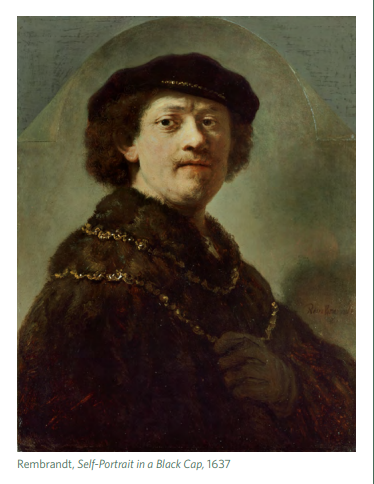 Rembrandt, Self-Portrait in a Black Cap, 1637